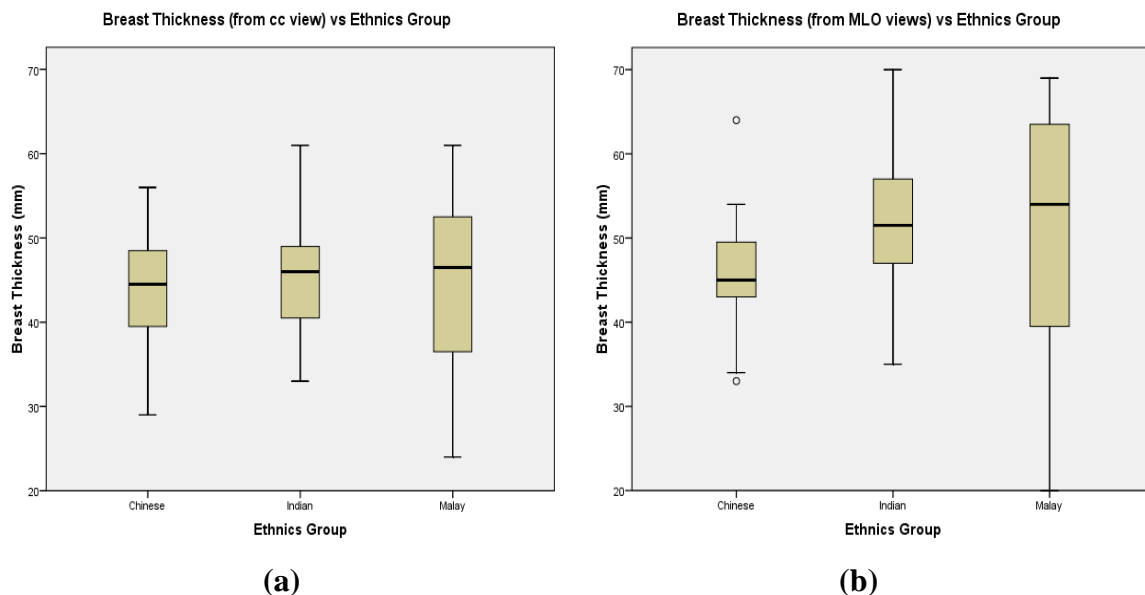 Breast Thickness (from cc view) vs Ethnics Group
Breast Thickness (mm)
70
60
50
40
30
20
Chinese Indian Malay
Ethnics Group
(a)
Breast Thickness (from MLO views) vs Ethnics Group
Breast Thickness (mm)
70
60
50
40
30
20
Chinese Indian Malay
Ethnics Group
(b)